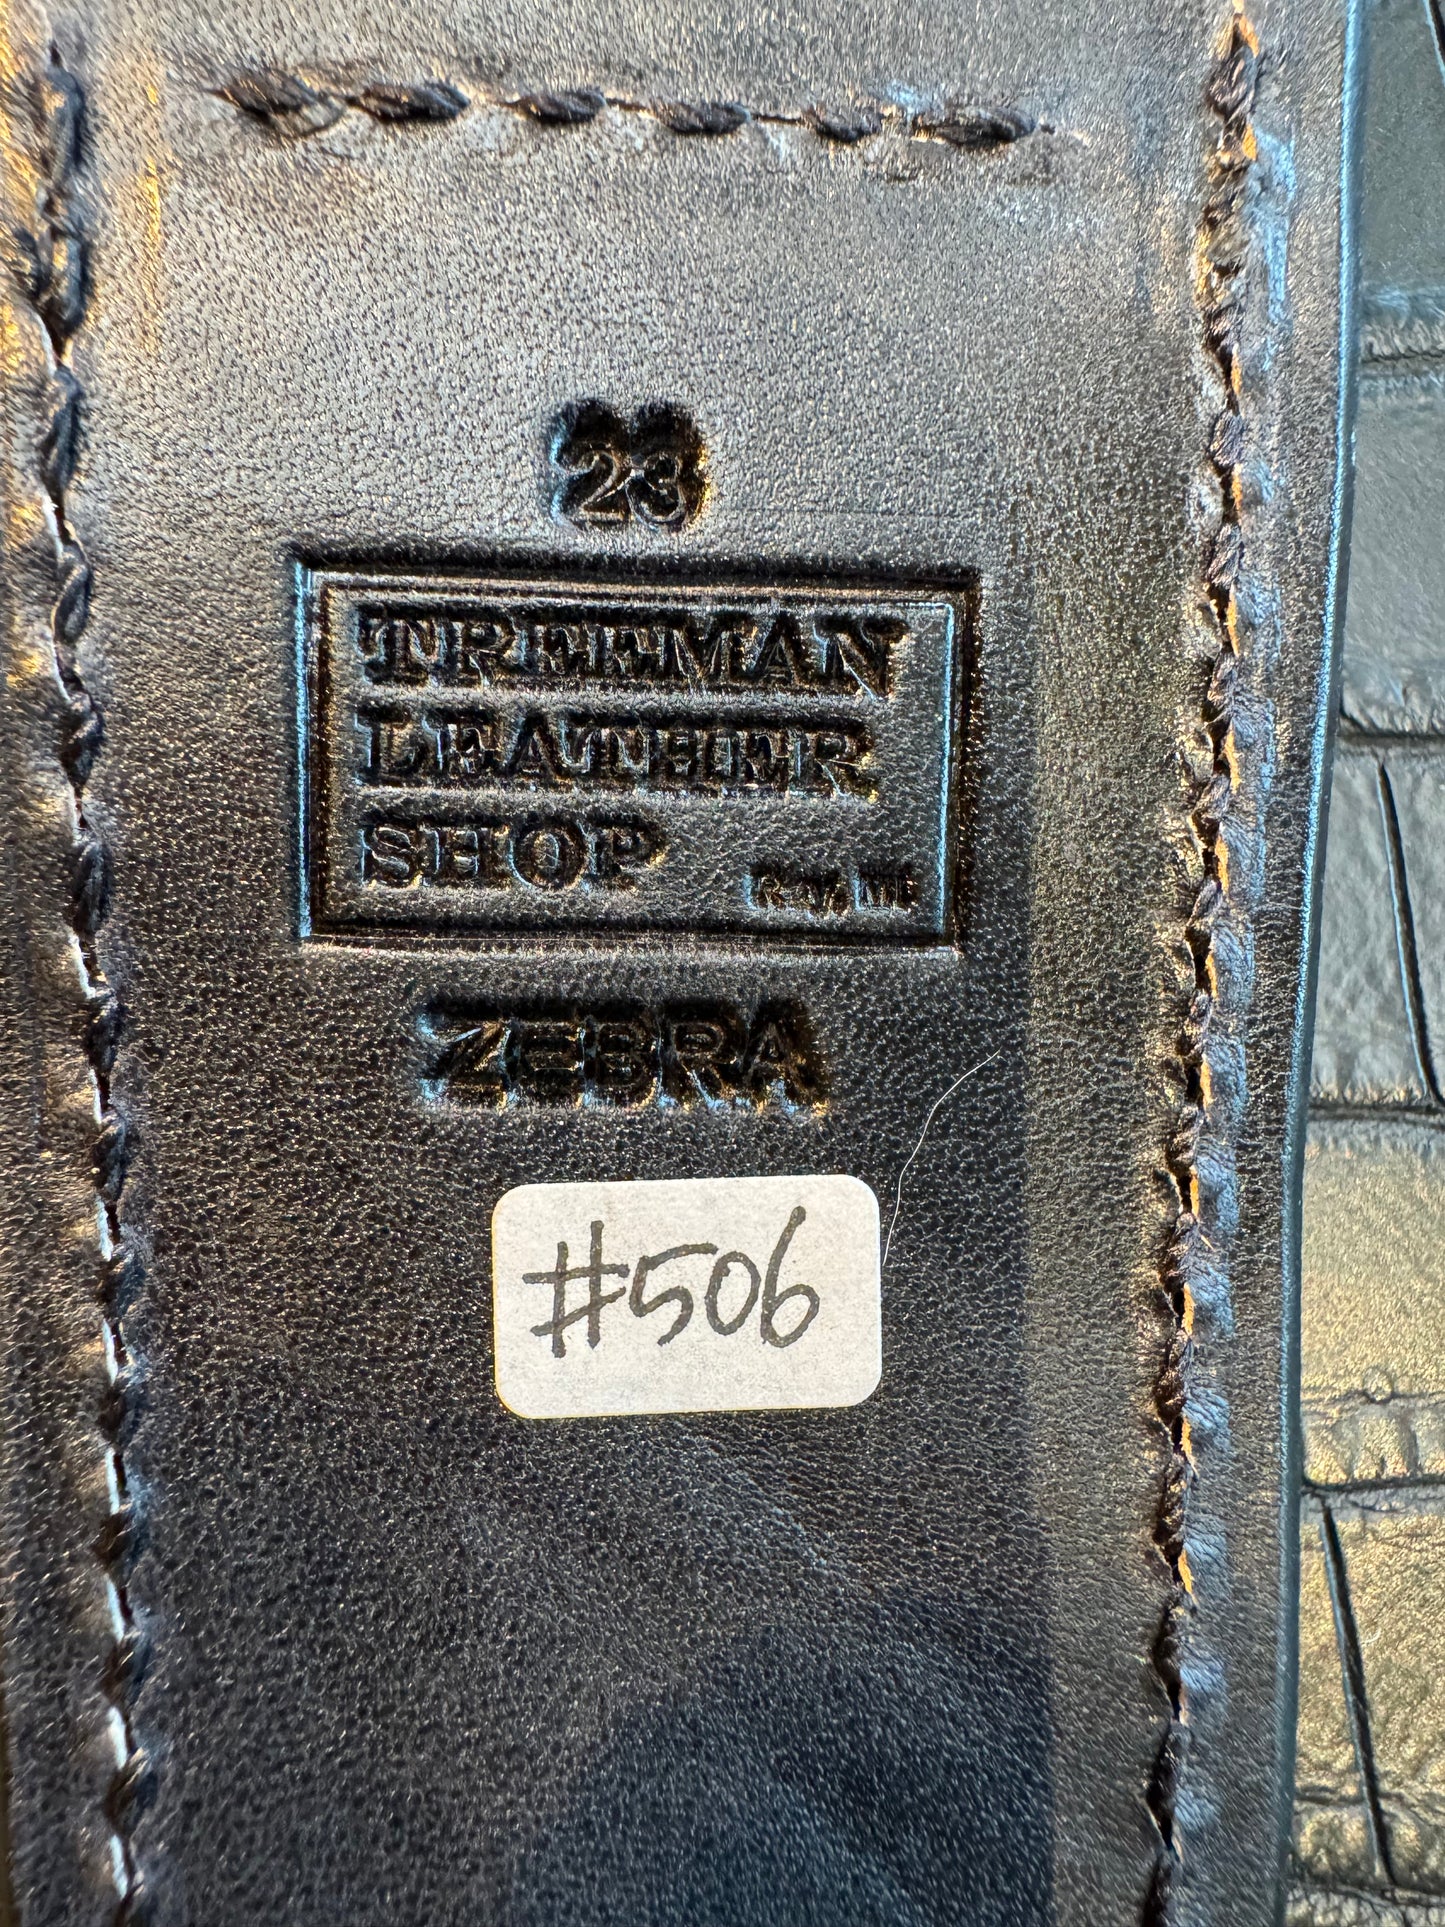 23
TREEMAN
LEATHER
SHOP
ZEBRA
#506